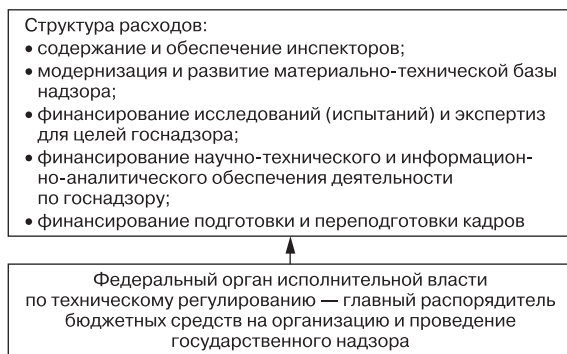 Структура расходов:
• содержание и обеспечение инспекторов;
• модернизация и развитие материально-технической базы
надзора;
• финансирование исследований (испытаний) и экспертиз
для целей госнадзора;
• финансирование научно-технического и информацион-
но-аналитического обеспечения деятельности
по госнадзору;
• финансирование подготовки и переподготовки кадров
Федеральный орган исполнительной власти
по техническому регулированию — главный распорядитель
бюджетных средств на организацию и проведение
государственного надзора